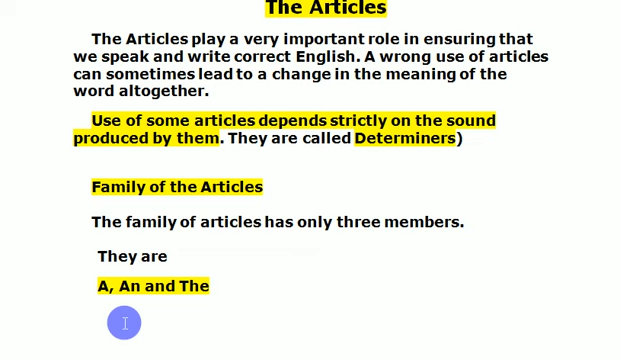 The Articles
The Articles play a very important role in ensuring that
we speak and write correct English. A wrong use of articles
can sometimes lead to a change in the meaning of the
word altogether.
Use of some articles depends strictly on the sound
produced by them. They are called Determiners)
Family of the Articles
The family of articles has only three members.
They are
A, An and The